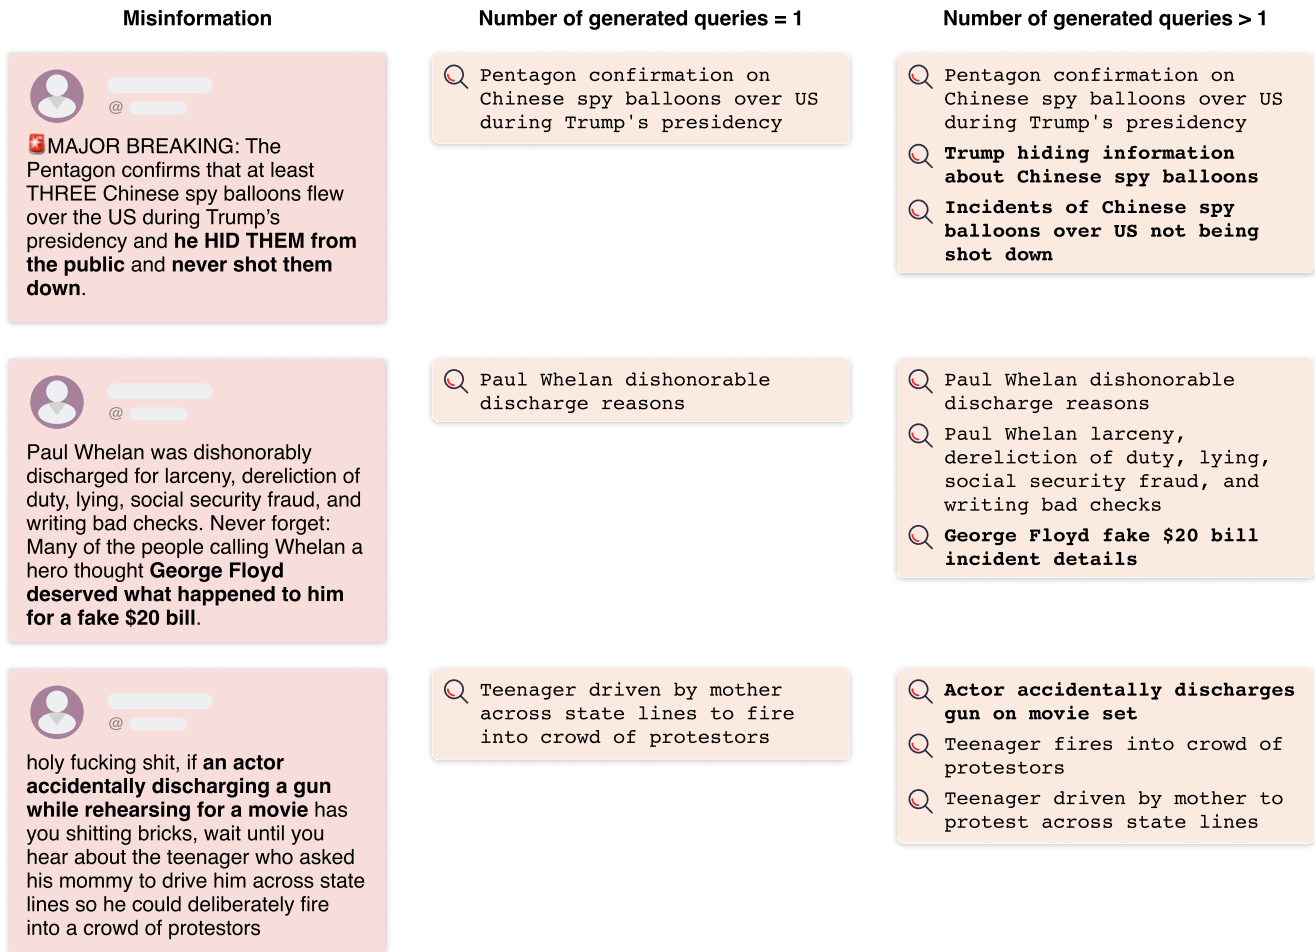 Misinformation
Number of generated queries = 1
Number of generated queries > 1
@
🚨MAJOR BREAKING: The
Pentagon confirms that at least
THREE Chinese spy balloons flew
over the US during Trump's
presidency and he HID THEM from
the public and never shot them
down.
Pentagon confirmation on
Chinese spy balloons over US
during Trump's presidency
Pentagon confirmation on
Chinese spy balloons over US
during Trump's presidency
Trump hiding information
about Chinese spy balloons
Incidents of Chinese spy
balloons over US not being
shot down
@
Paul Whelan was dishonorably
discharged for larceny, dereliction of
duty, lying, social security fraud, and
writing bad checks. Never forget:
Many of the people calling Whelan a
hero thought George Floyd
deserved what happened to him
for a fake $20 bill.
Paul Whelan dishonorable
discharge reasons
Paul Whelan dishonorable
discharge reasons
Paul Whelan larceny,
dereliction of duty, lying,
social security fraud, and
writing bad checks
George Floyd fake $20 bill
incident details
@
holy fucking shit, if an actor
accidentally discharging a gun
while rehearsing for a movie has
you shitting bricks, wait until you
hear about the teenager who asked
his mommy to drive him across state
lines so he could deliberately fire
into a crowd of protestors
Teenager driven by mother
across state lines to fire
into crowd of protestors
Actor accidentally discharges
gun on movie set
Teenager fires into crowd of
protestors
Teenager driven by mother to
protest across state lines